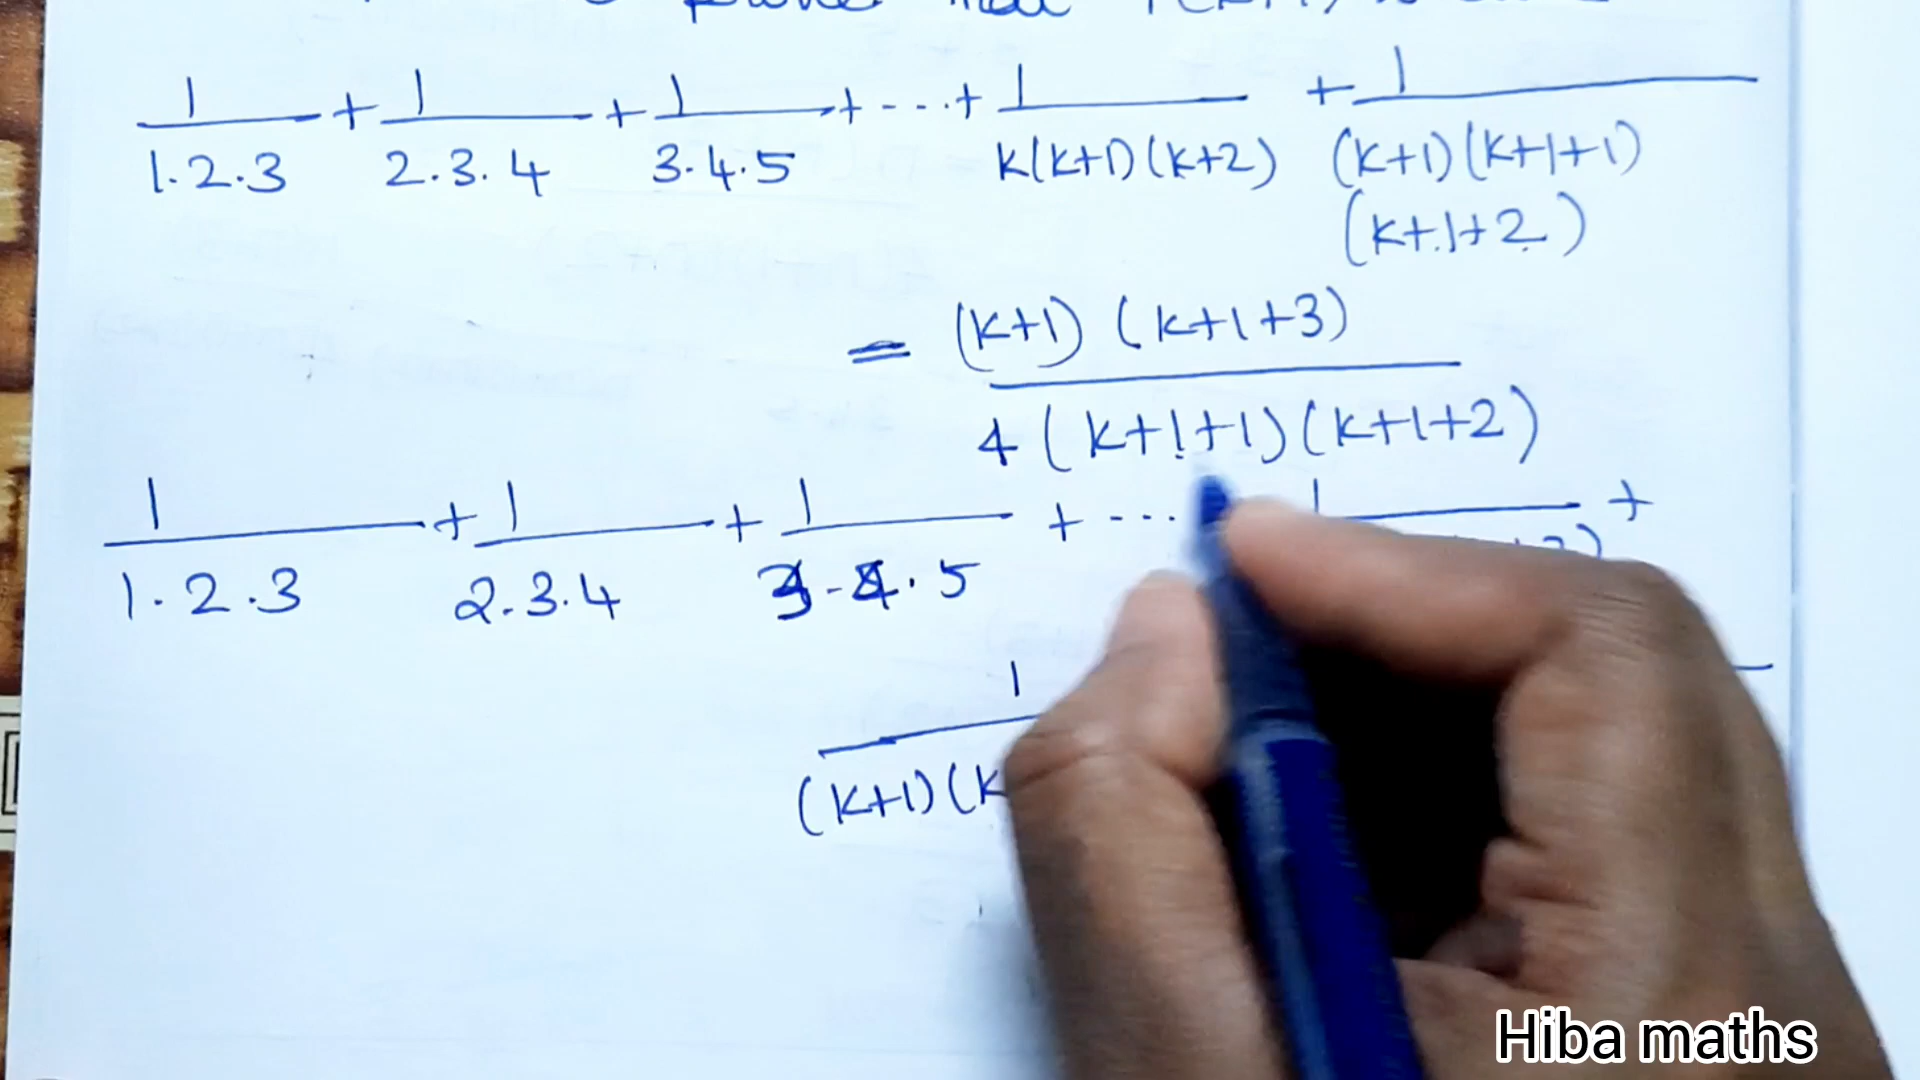 1/1.2.3 + 1/2.3.4 + 1/3.4.5 + ---+ 1/k(k+1)(k+2) + 1/(k+1)(k+1+1)
(k+1+2)
= (k+1)(k+1+3)/4(k+1+1)(k+1+2)
1/1.2.3 + 1/2.3.4 + 1/3.4.5 + --- 1 +
1
(k+1)(k
Hiba maths